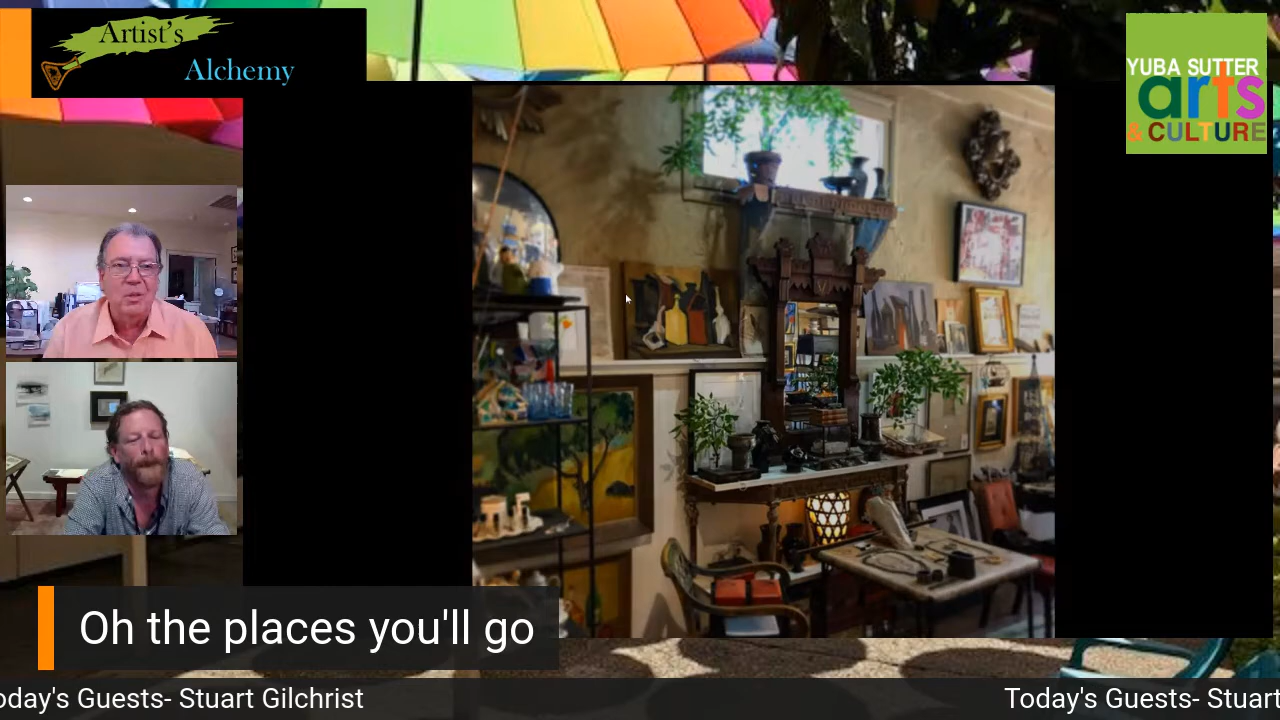 Artist's
Alchemy
YUBA SUTTER
arts
& CULTURE
Oh the places you'll go
oday's Guests- Stuart Gilchrist
Today's Guests- Stuart